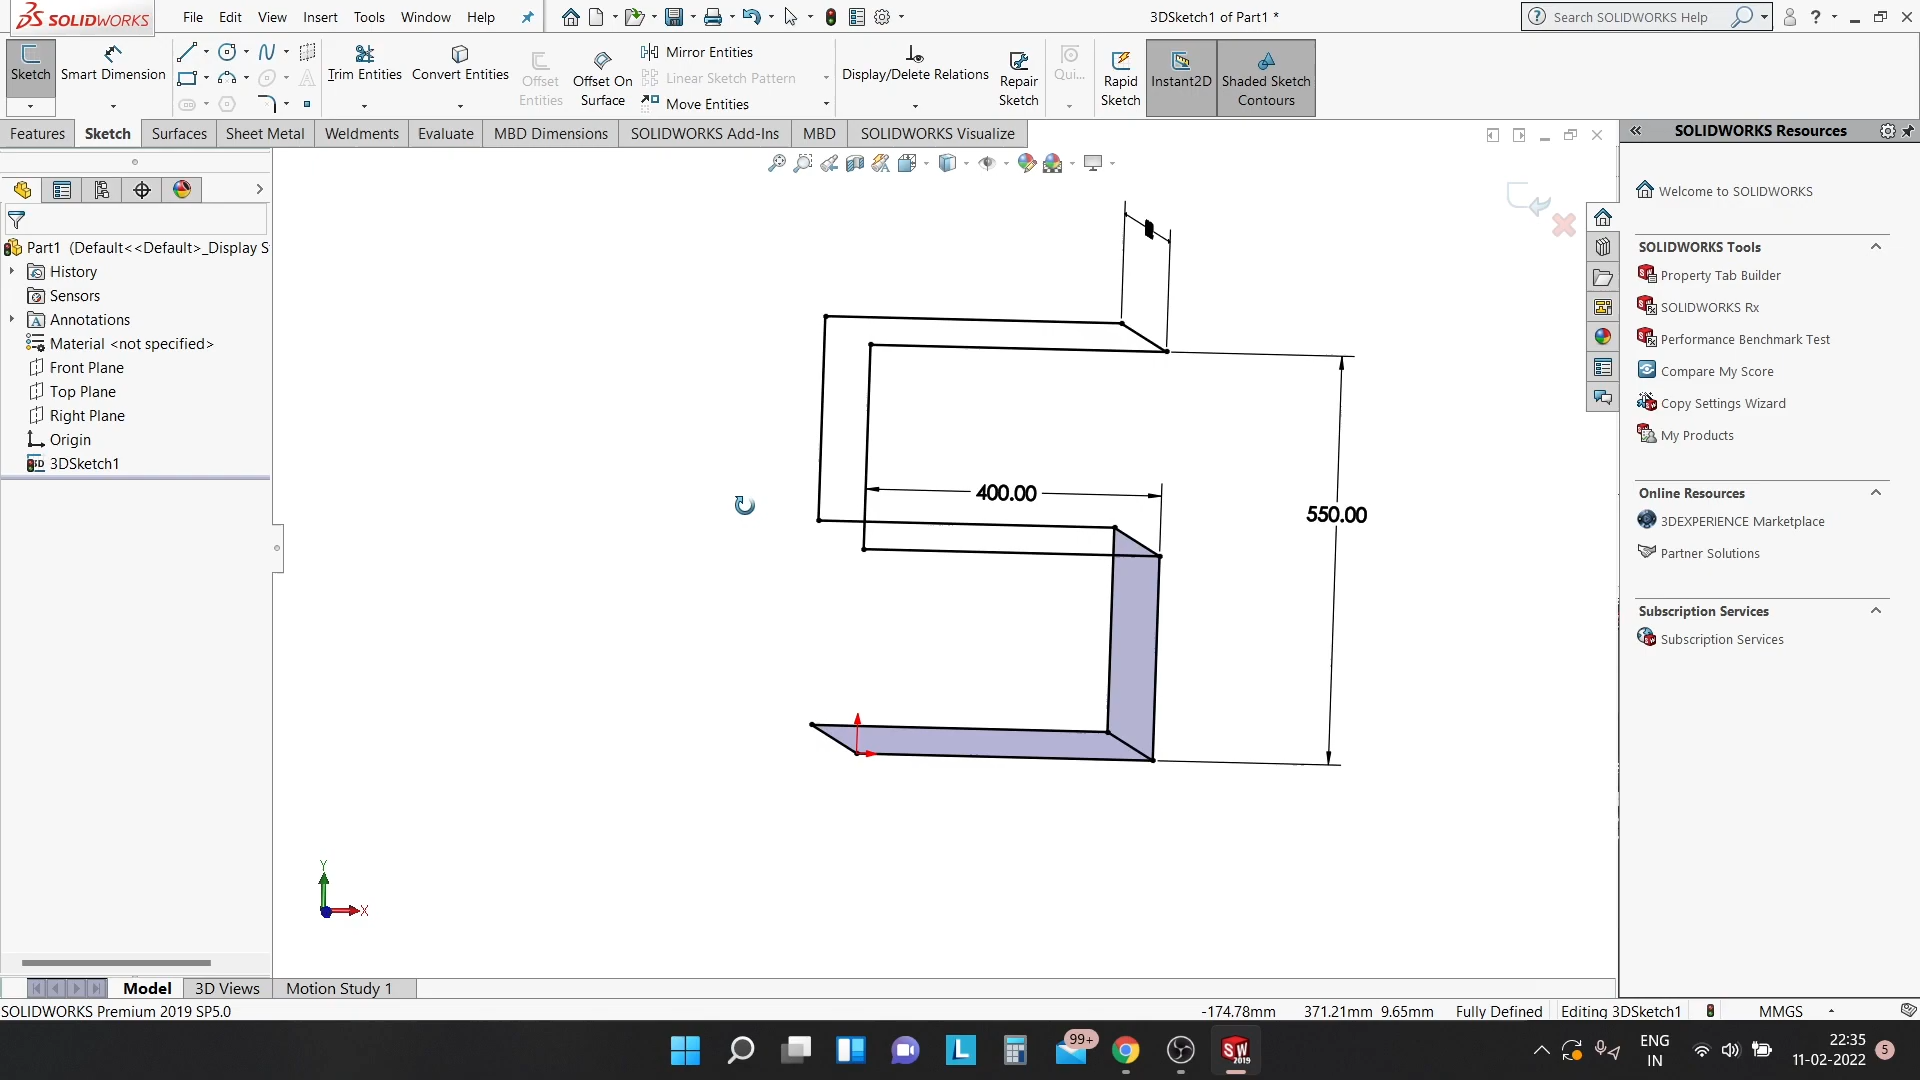 SOLIDWORKS
File Edit View Insert Tools Window Help
3DSketch1 of Part1 *
Search SOLIDWORKS Help
Sketch
Smart Dimension
Trim Entities
Convert Entities
Offset Entities
Offset On Surface
Mirror Entities
Linear Sketch Pattern
Move Entities
Display/Delete Relations
Repair Sketch
Qui...
Rapid Sketch
Instant2D
Shaded Sketch Contours
Features Sketch Surfaces Sheet Metal Weldments Evaluate MBD Dimensions SOLIDWORKS Add-Ins MBD SOLIDWORKS Visualize
Part1 (Default<<Default>_Display S
History
Sensors
Annotations
Material <not specified>
Front Plane
Top Plane
Right Plane
Origin
3DSketch1
400.00
550.00
Y
X
SOLIDWORKS Resources
Welcome to SOLIDWORKS
SOLIDWORKS Tools
Property Tab Builder
SOLIDWORKS Rx
Performance Benchmark Test
Compare My Score
Copy Settings Wizard
My Products
Online Resources
3DEXPERIENCE Marketplace
Partner Solutions
Subscription Services
Subscription Services
Model 3D Views Motion Study 1
SOLIDWORKS Premium 2019 SP5.0
-174.78mm 371.21mm 9.65mm Fully Defined Editing 3DSketch1 MMGS
99+
L
SW
2019
ENG
IN
22:35
11-02-2022
5